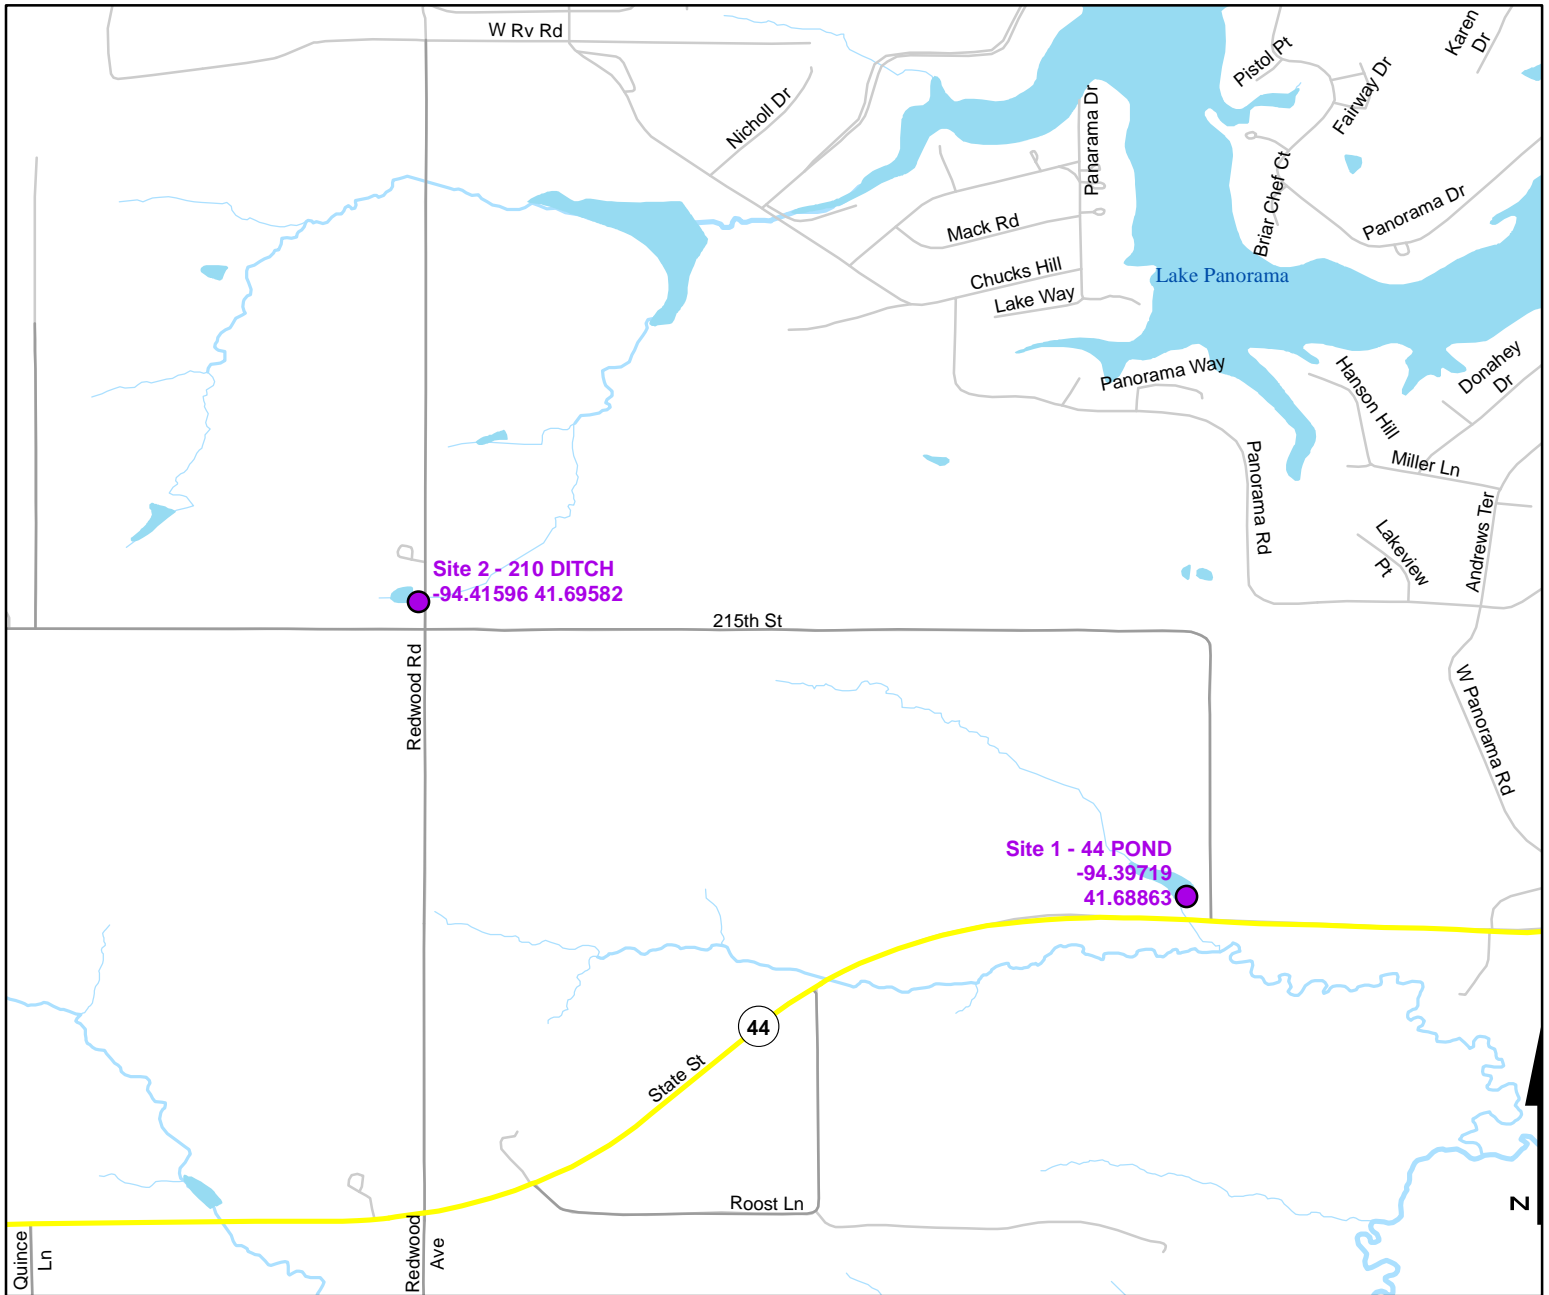 W Rv Rd
Pistol Pt
Karen
Dr
Fairway Dr
Nicholl Dr
Panarama Dr
Briar Chef Ct
Panorama Dr
Mack Rd
Chucks Hill
Lake Way
Lake Panorama
Panorama Way
Hanson Hill
Donahey
Dr
Miller Ln
Panorama Rd
Lakeview
Pt
Andrews Ter
Site 2 - 210 DITCH
-94.41596 41.69582
215th St
Redwood Rd
W Panorama Rd
Site 1 - 44 POND
-94.39719
41.68863
44
State St
Roost Ln
Redwood
Ave
Quince
Ln
N